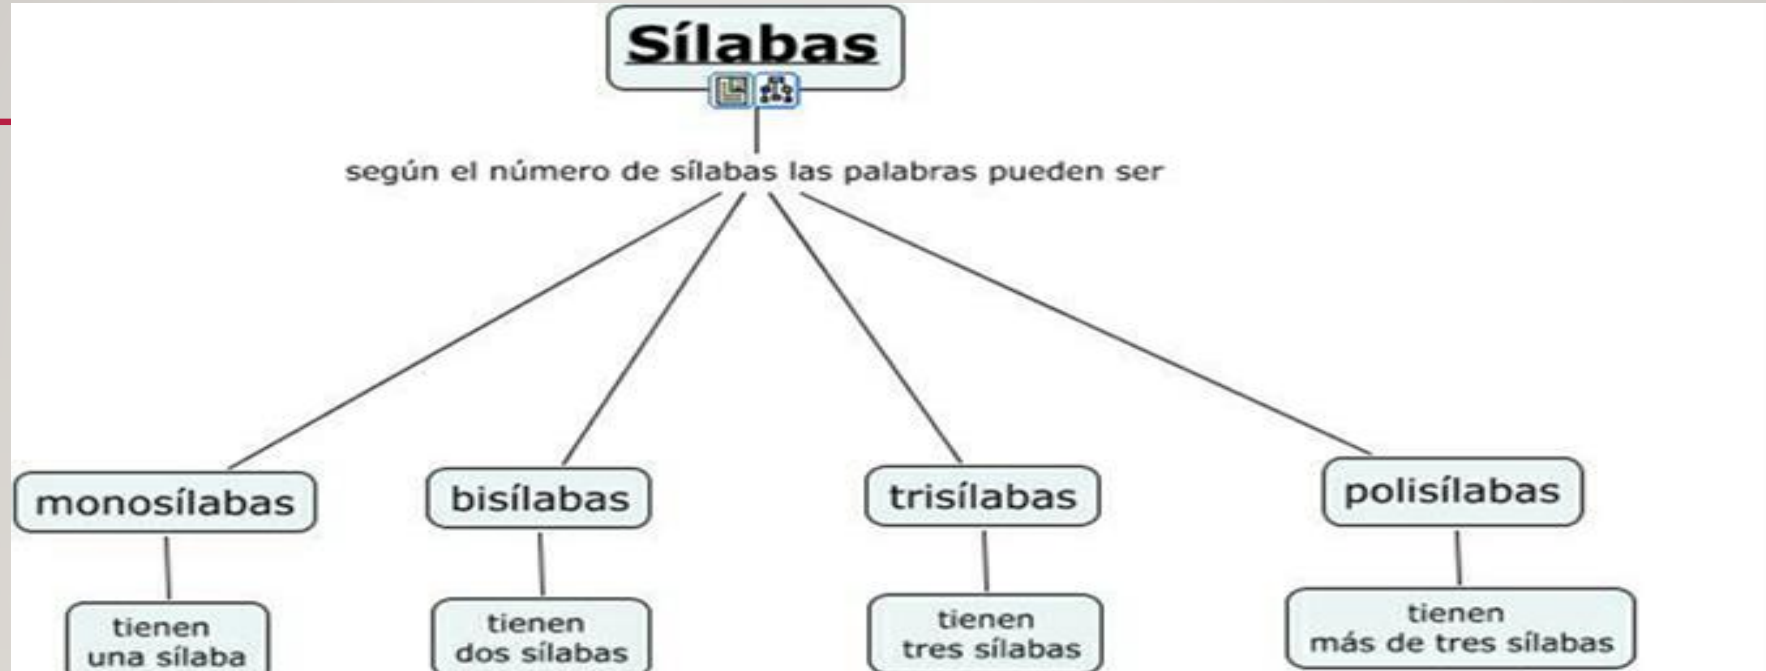 Sílabas
según el número de sílabas las palabras pueden ser
monosílabas
bisílabas
trisílabas
polisílabas
tienen
una sílaba
tienen
dos sílabas
tienen
tres sílabas
tienen
más de tres sílabas